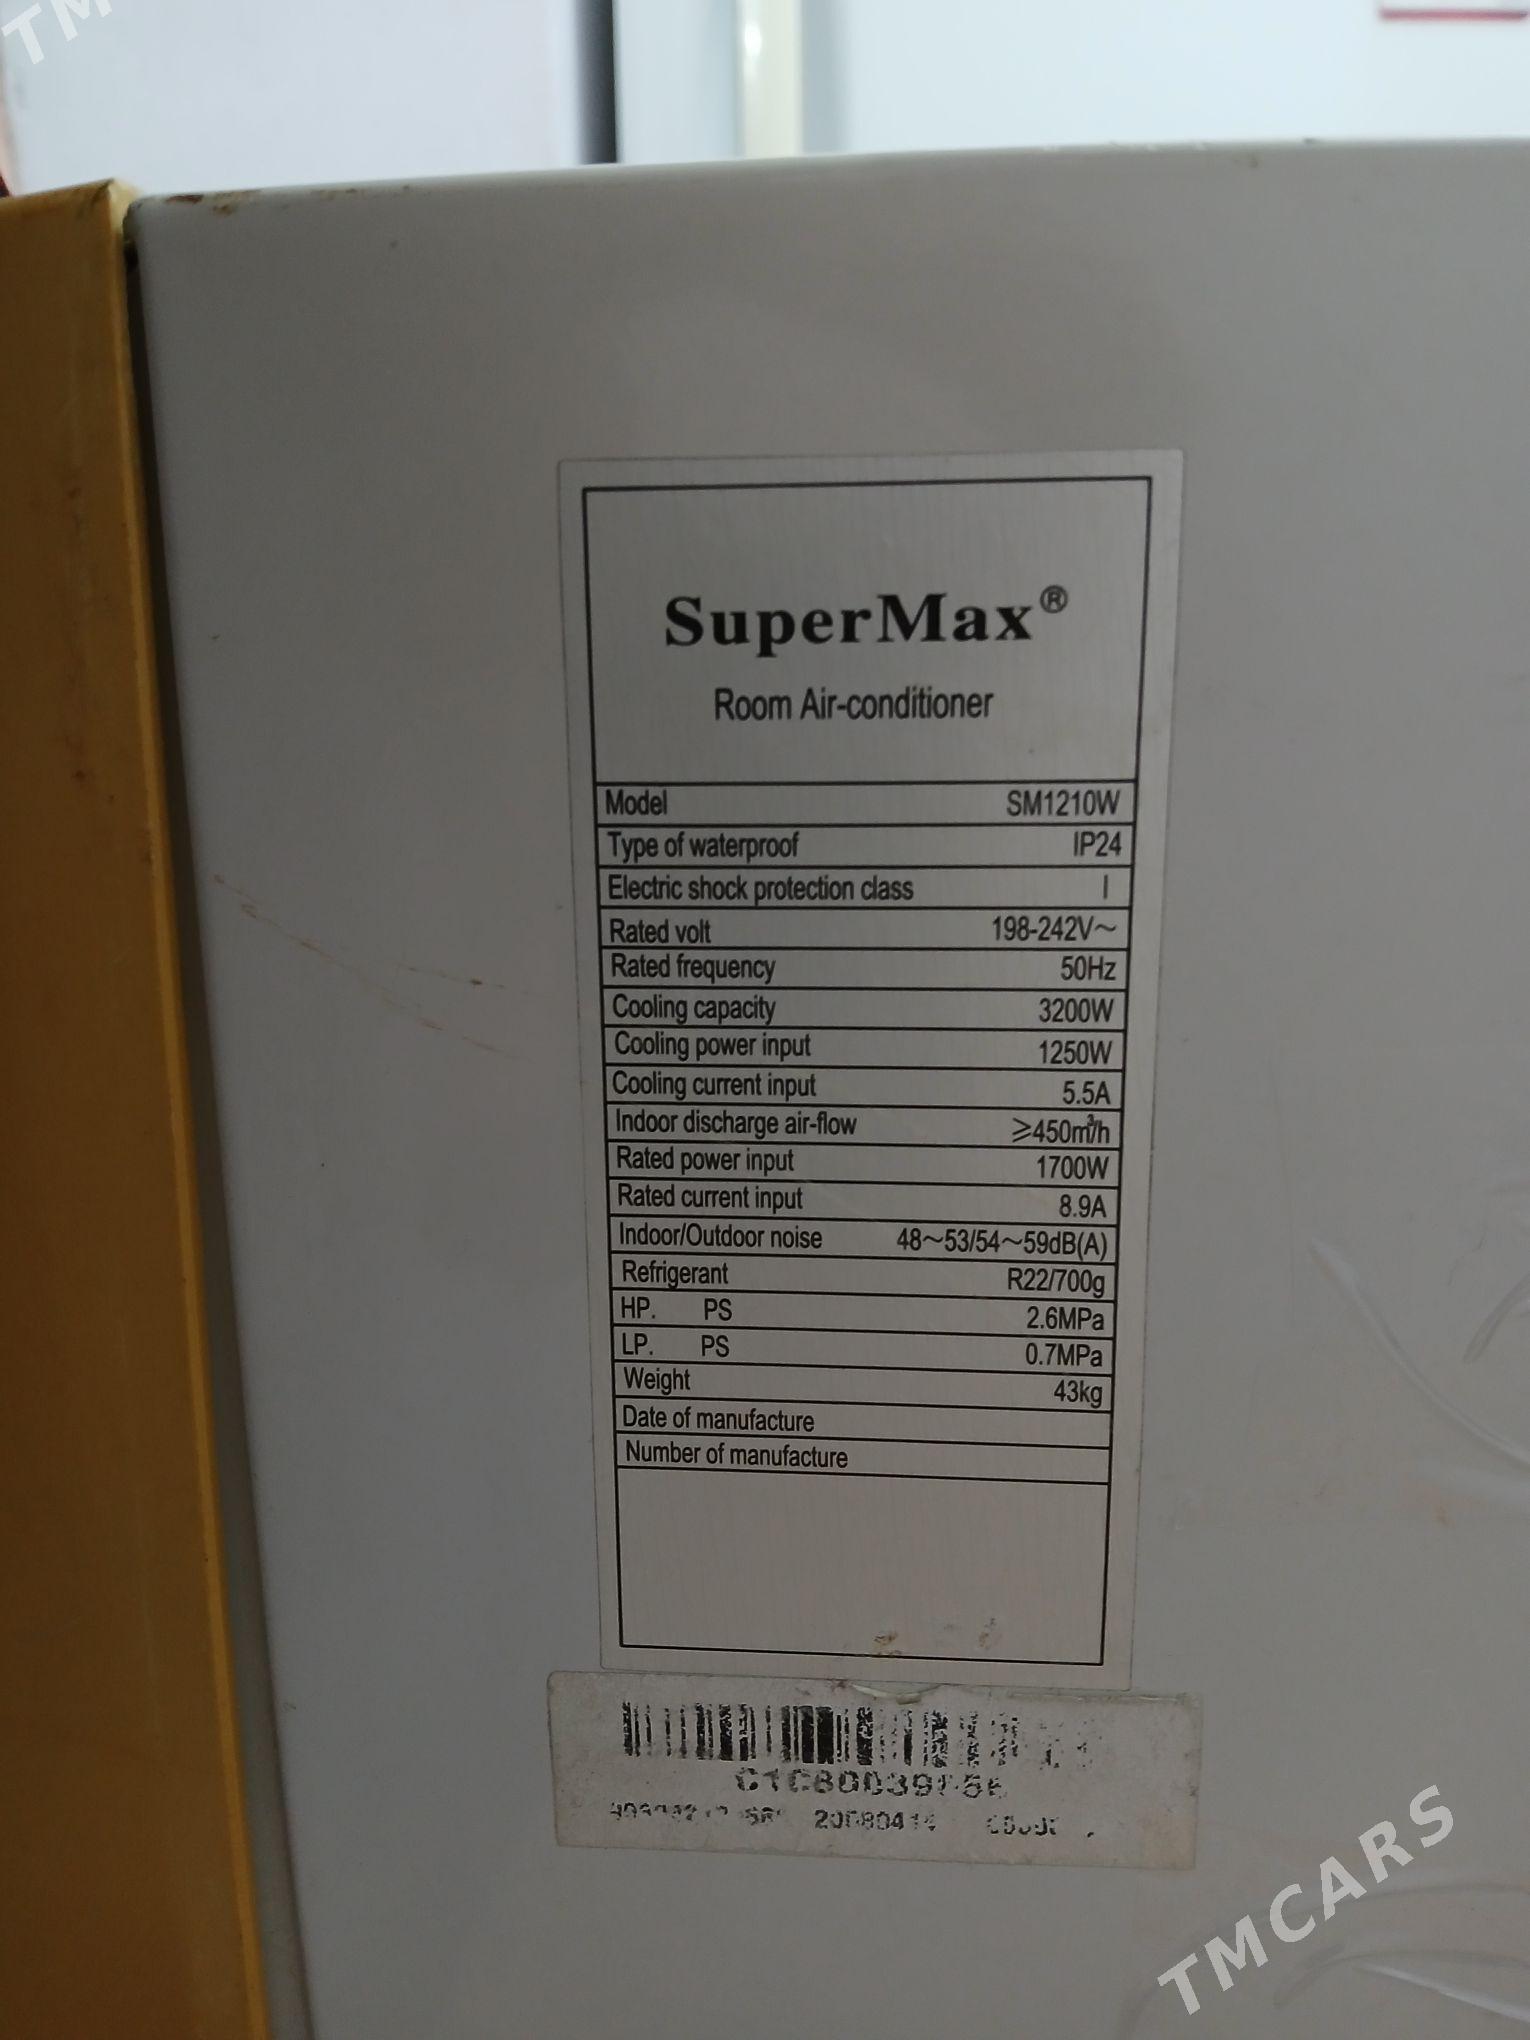 TM
SuperMax®
Room Air-conditioner
Model SM1210W
Type of waterproof IP24
Electric shock protection class I
Rated volt 198-242V～
Rated frequency 50Hz
Cooling capacity 3200W
Cooling power input 1250W
Cooling current input 5.5A
Indoor discharge air-flow ≥450m³/h
Rated power input 1700W
Rated current input 8.9A
Indoor/Outdoor noise 48～53/54～59dB(A)
Refrigerant R22/700g
HP. PS 2.6MPa
LP. PS 0.7MPa
Weight 43kg
Date of manufacture
Number of manufacture
TMCARS